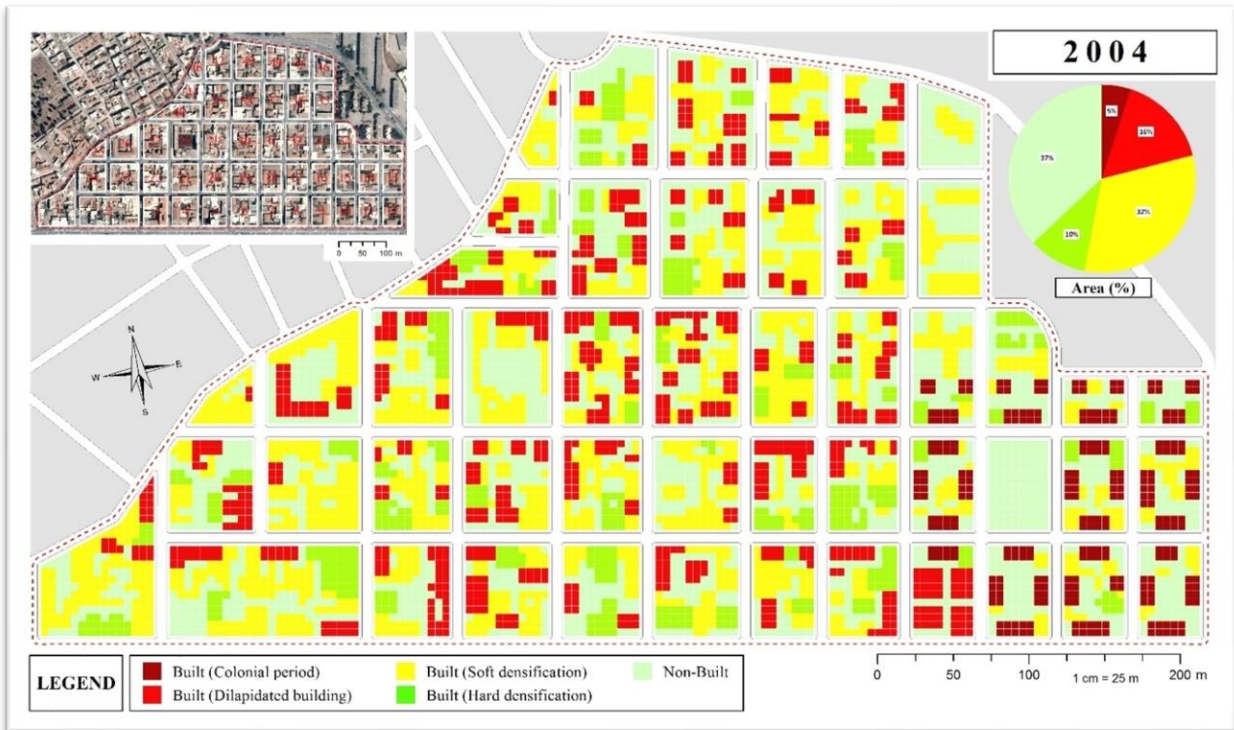 2004
5%
16%
37%
32%
10%
Area (%)
0 50 100 m
N
W E
S
LEGEND
Built (Colonial period)
Built (Dilapidated building)
Built (Soft densification)
Built (Hard densification)
Non-Built
0 50 100 200 m
1 cm = 25 m